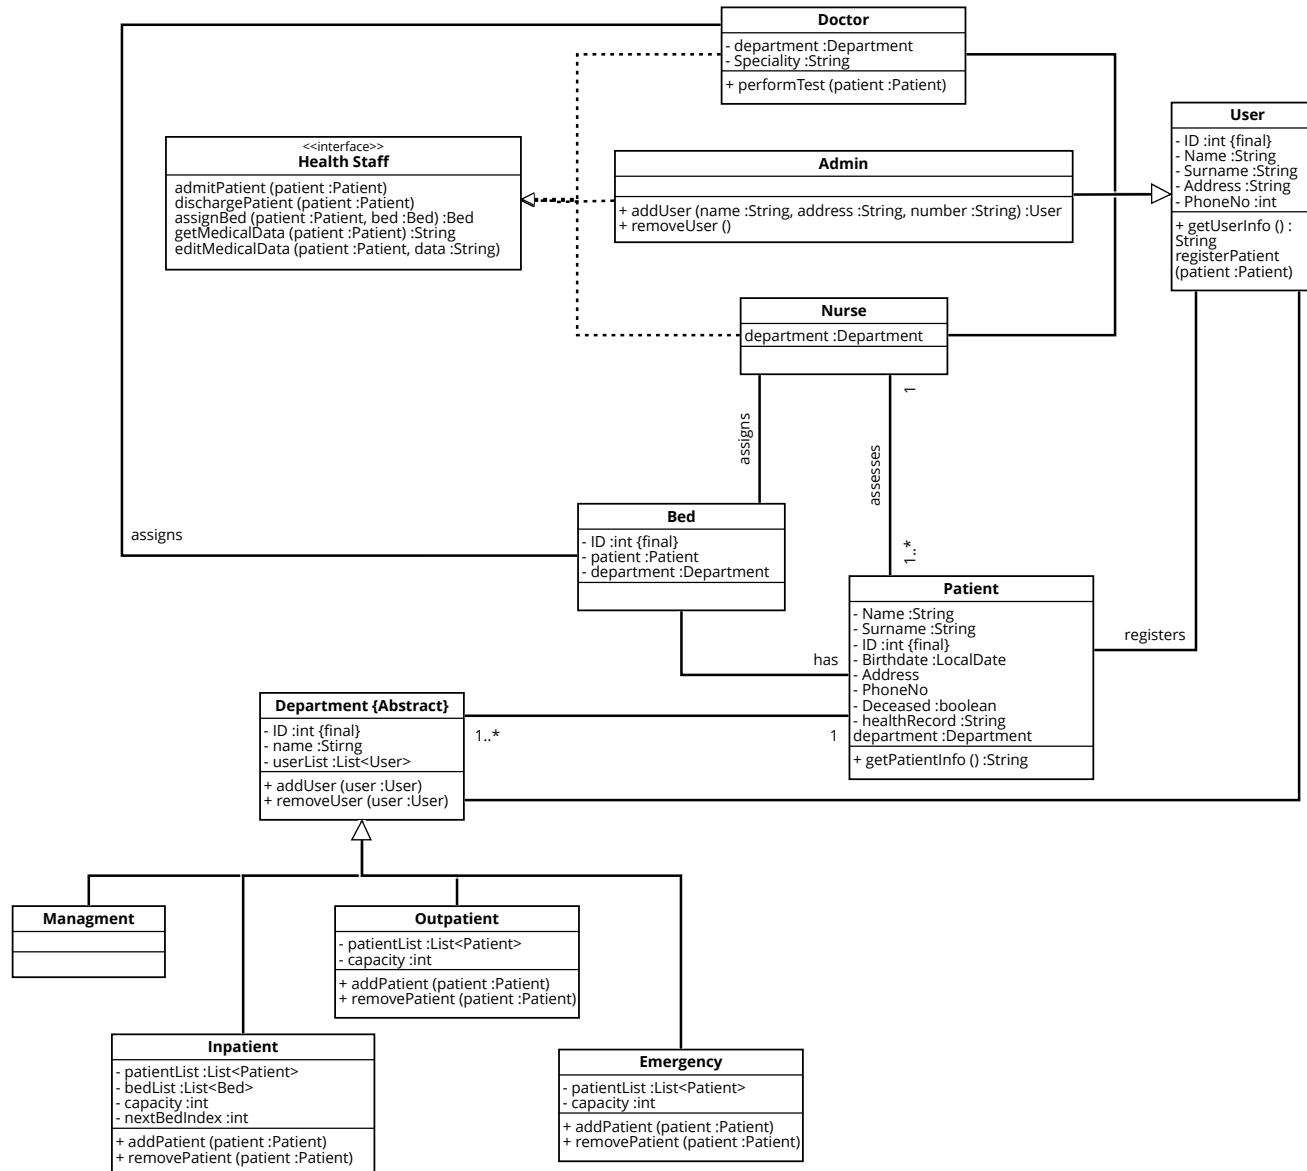 Doctor
- department :Department
- Speciality :String
+ performTest (patient :Patient)
User
- ID :int {final}
- Name :String
- Surname :String
- Address :String
- PhoneNo :int
+ getUserInfo () :
String
registerPatient
(patient :Patient)
<<interface>>
Health Staff
admitPatient (patient :Patient)
dischargePatient (patient :Patient)
assignBed (patient :Patient, bed :Bed) :Bed
getMedicalData (patient :Patient) :String
editMedicalData (patient :Patient, data :String)
Admin
+ addUser (name :String, address :String, number :String) :User
+ removeUser ()
Nurse
department :Department
1
assigns
assesses
1..*
assigns
Bed
- ID :int {final}
- patient :Patient
- department :Department
Patient
- Name :String
- Surname :String
- ID :int {final}
- Birthdate :LocalDate
- Address
- PhoneNo
- Deceased :boolean
- healthRecord :String
department :Department
+ getPatientInfo () :String
registers
has
Department {Abstract}
- ID :int {final}
- name :Stirng
- userList :List<User>
+ addUser (user :User)
+ removeUser (user :User)
1..*
1
Managment
Outpatient
- patientList :List<Patient>
- capacity :int
+ addPatient (patient :Patient)
+ removePatient (patient :Patient)
Inpatient
- patientList :List<Patient>
- bedList :List<Bed>
- capacity :int
- nextBedIndex :int
+ addPatient (patient :Patient)
+ removePatient (patient :Patient)
Emergency
- patientList :List<Patient>
- capacity :int
+ addPatient (patient :Patient)
+ removePatient (patient :Patient)